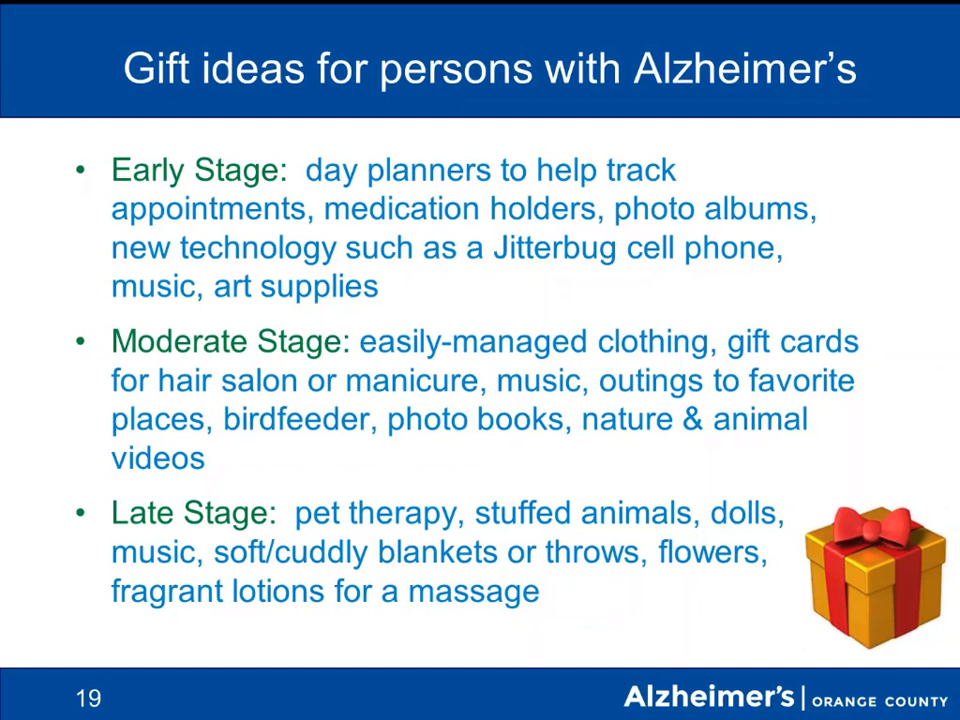 Gift ideas for persons with Alzheimer’s
• Early Stage: day planners to help track
appointments, medication holders, photo albums,
new technology such as a Jitterbug cell phone,
music, art supplies
• Moderate Stage: easily-managed clothing, gift cards
for hair salon or manicure, music, outings to favorite
places, birdfeeder, photo books, nature & animal
videos
• Late Stage: pet therapy, stuffed animals, dolls,
music, soft/cuddly blankets or throws, flowers,
fragrant lotions for a massage
19
Alzheimer’s | ORANGE COUNTY